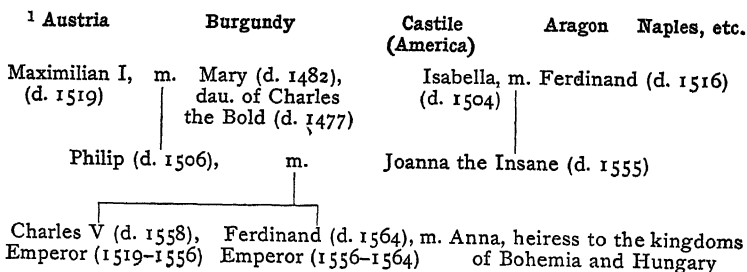 1 Austria Burgundy Castile Aragon Naples, etc.
(America)
Maximilian I, m. Mary (d. 1482), Isabella, m. Ferdinand (d. 1516)
(d. 1519) dau. of Charles (d. 1504)
the Bold (d. 1477)
Philip (d. 1506), m. Joanna the Insane (d. 1555)
Charles V (d. 1558), Ferdinand (d. 1564), m. Anna, heiress to the kingdoms
Emperor (1519–1556) Emperor (1556–1564) of Bohemia and Hungary